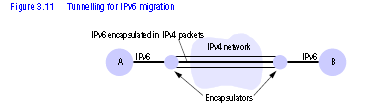 Figure 3.11 Tunnelling for IPv6 migration
IPv6 encapsulated in IPv4 packets
IPv4 network
A IPv6 IPv6 B
Encapsulators